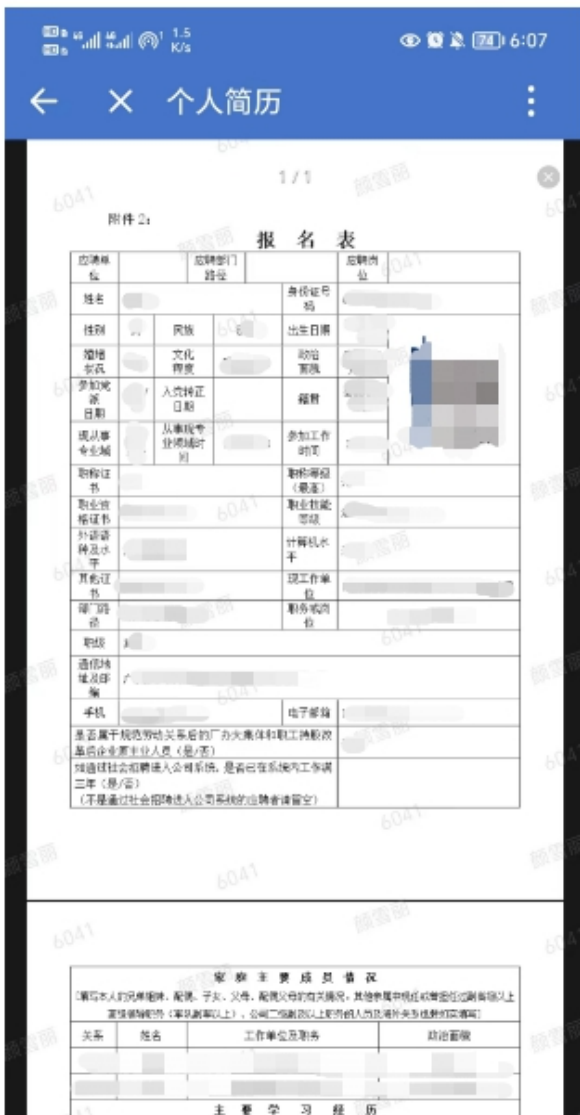 1.5
K/s
74 6:07
个人简历
1 / 1
附件 2:
报 名 表
应聘单位 应聘部门路径 应聘岗位
姓名 身份证号码
性别 民族 出生日期
婚姻状况 文化程度 政治面貌
参加党派日期 入党转正日期 籍贯
现从事专业域 从事现专业领域时间 参加工作时间
职称证书 职称等级（最高）
职业资格证书 职业技能等级
外语语种及水平 计算机水平
其他证书 现工作单位
部门路径 职务或岗位
职级
通信地址及邮编
手机 电子邮箱
是否属于规范劳动关系后的厂办大集体和职工持股改革后企业原主业人员（是/否）
如通过社会招聘进入公司系统，是否已在系统内工作满三年（是/否）
（不是通过社会招聘进入公司系统的应聘者请留空）
家 庭 主 要 成 员 情 况
关系 姓名 工作单位及职务 政治面貌
主 要 学 习 经 历
颜雪丽
6041